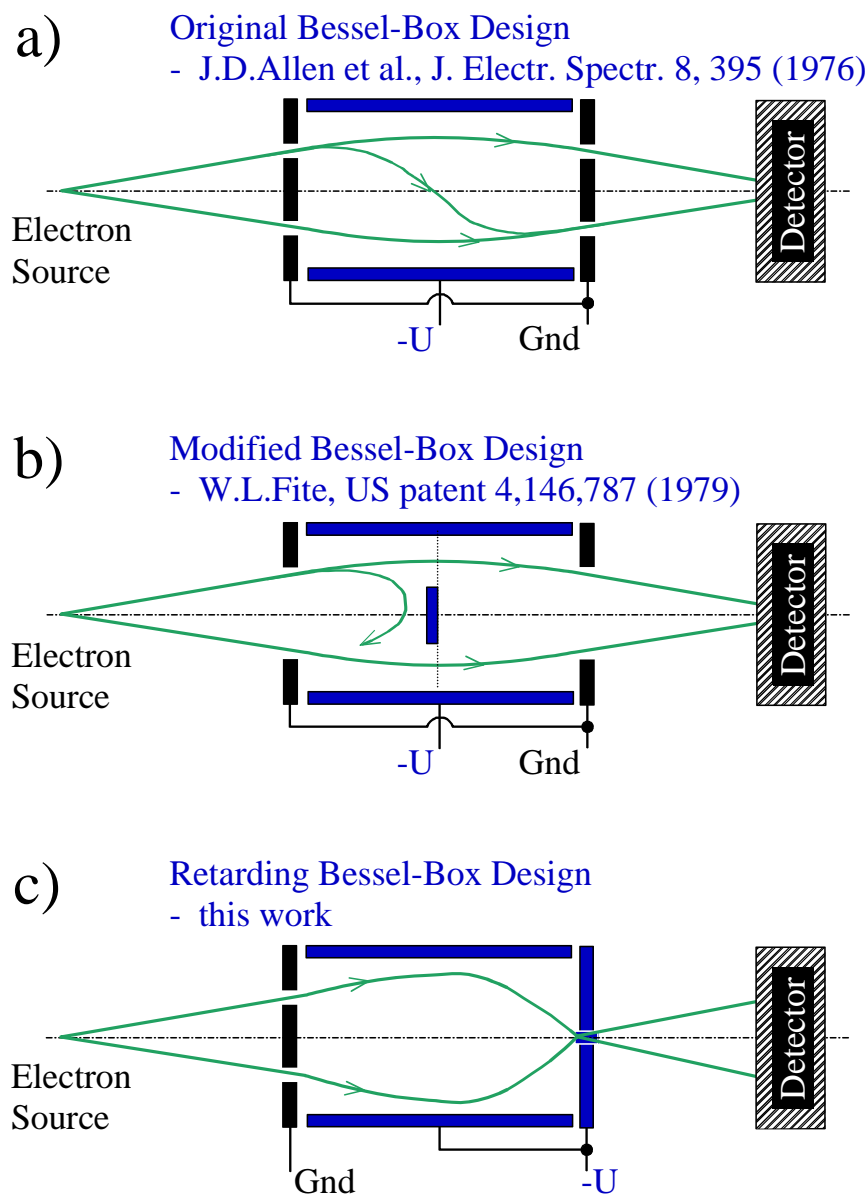 a)
Original Bessel-Box Design
- J.D.Allen et al., J. Electr. Spectr. 8, 395 (1976)
Electron
Source
Detector
-U
Gnd
b)
Modified Bessel-Box Design
- W.L.Fite, US patent 4,146,787 (1979)
Electron
Source
Detector
-U
Gnd
c)
Retarding Bessel-Box Design
- this work
Electron
Source
Detector
Gnd
-U